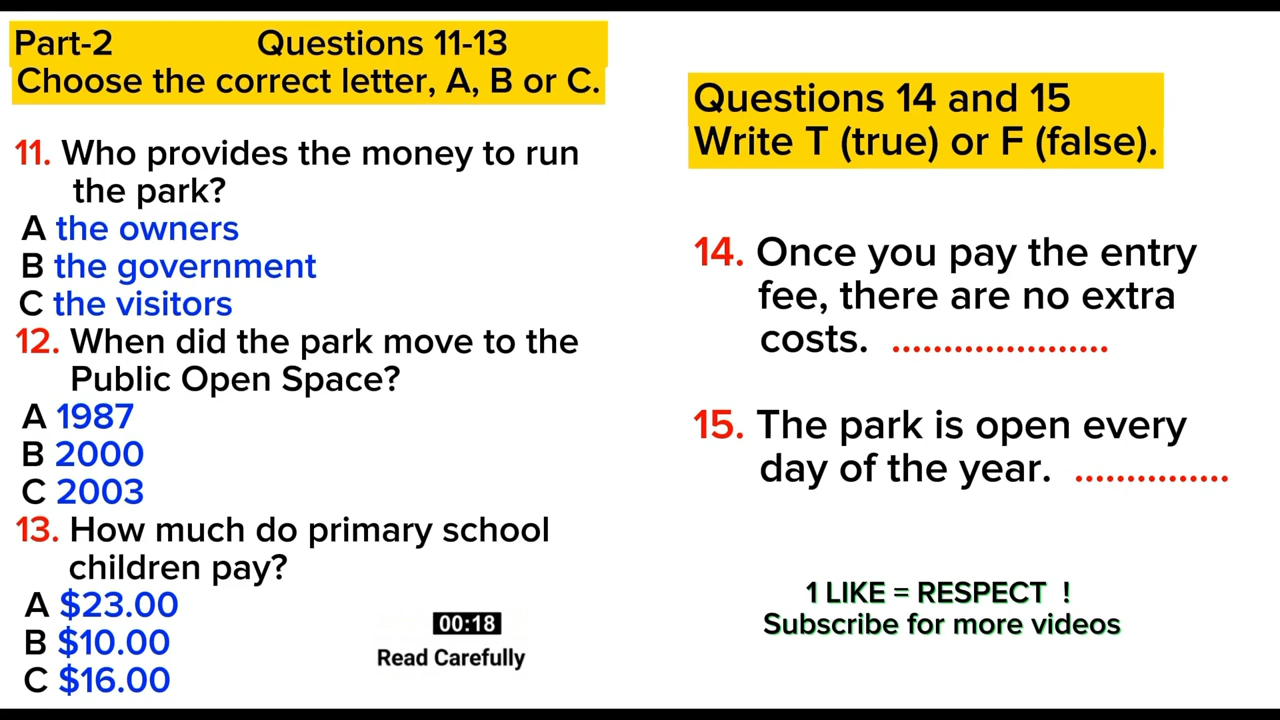 Part-2 Questions 11-13
Choose the correct letter, A, B or C.
11. Who provides the money to run
the park?
A the owners
B the government
C the visitors
12. When did the park move to the
Public Open Space?
A 1987
B 2000
C 2003
13. How much do primary school
children pay?
A $23.00
B $10.00
C $16.00
00:18
Read Carefully
Questions 14 and 15
Write T (true) or F (false).
14. Once you pay the entry
fee, there are no extra
costs. .....................
15. The park is open every
day of the year. ...............
1 LIKE = RESPECT !
Subscribe for more videos